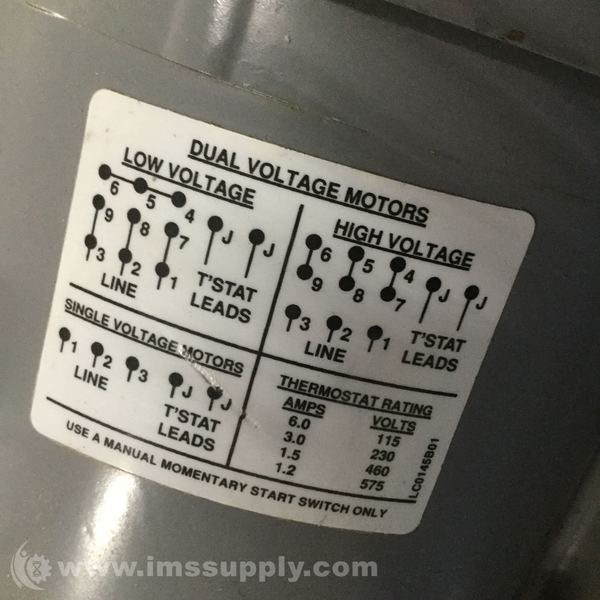 DUAL VOLTAGE MOTORS
LOW VOLTAGE
6 5 4
9 8 7 J J
3 2 1
LINE
T'STAT
LEADS
HIGH VOLTAGE
6 5 4
9 8 7 J J
3 2 1
LINE
T'STAT
LEADS
SINGLE VOLTAGE MOTORS
1 2 3 J J
LINE
T'STAT
LEADS
THERMOSTAT RATING
AMPS VOLTS
6.0 115
3.0 230
1.5 460
1.2 575
LC0145B01
USE A MANUAL MOMENTARY START SWITCH ONLY
www.imssupply.com